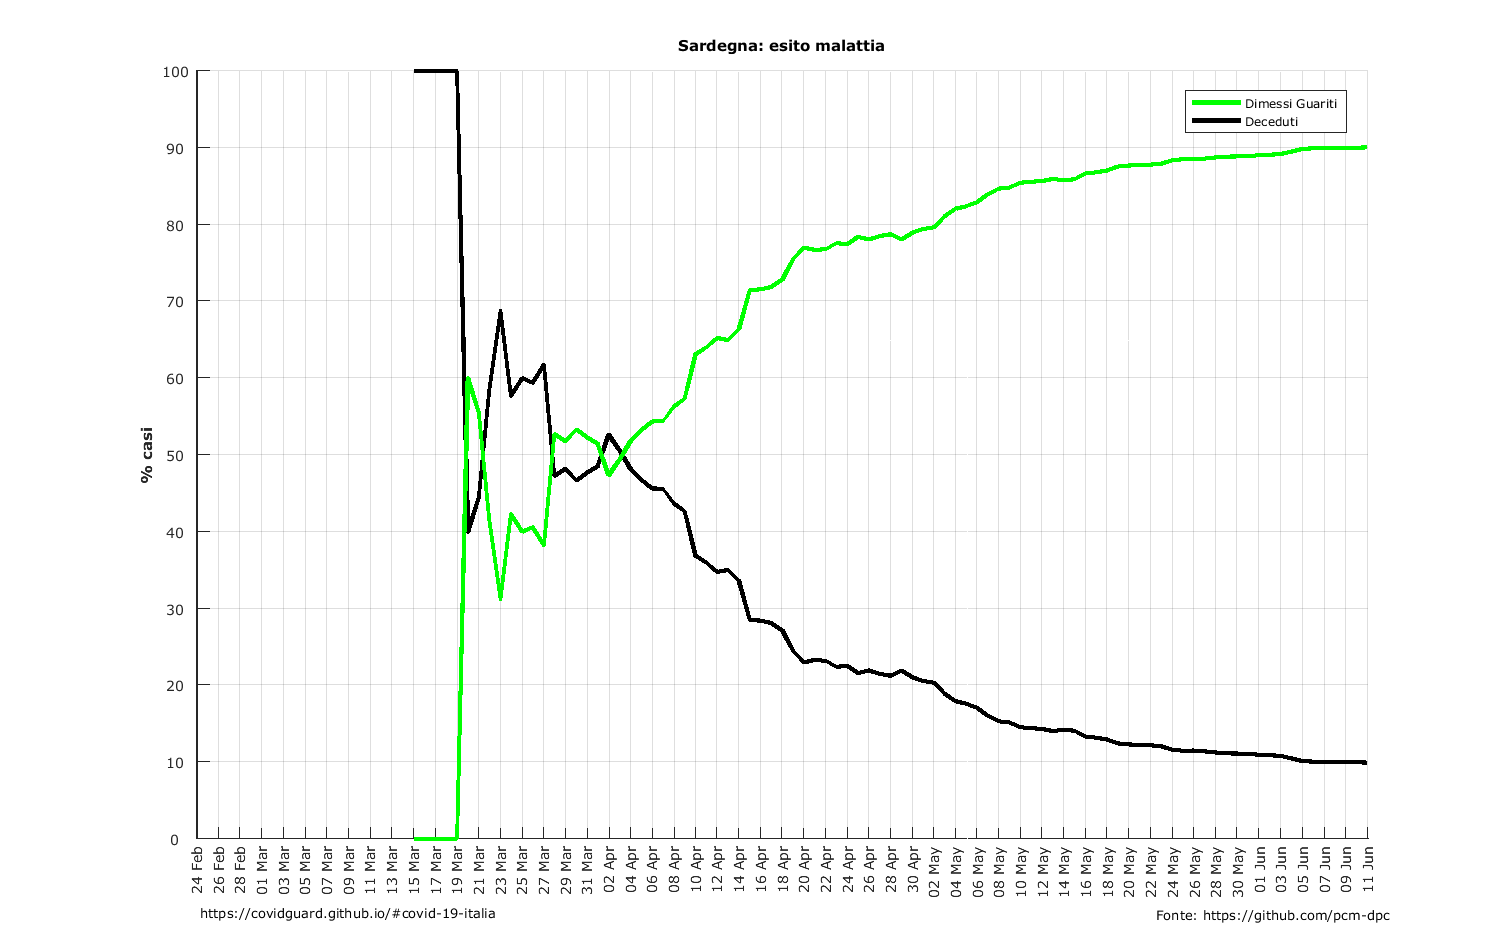 Sardegna: esito malattia
100
90
80
70
60
50
40
30
20
10
0
% casi
Dimessi Guariti
Deceduti
24 Feb
26 Feb
28 Feb
01 Mar
03 Mar
05 Mar
07 Mar
09 Mar
11 Mar
13 Mar
15 Mar
17 Mar
19 Mar
21 Mar
23 Mar
25 Mar
27 Mar
29 Mar
31 Mar
02 Apr
04 Apr
06 Apr
08 Apr
10 Apr
12 Apr
14 Apr
16 Apr
18 Apr
20 Apr
22 Apr
24 Apr
26 Apr
28 Apr
30 Apr
02 May
04 May
06 May
08 May
10 May
12 May
14 May
16 May
18 May
20 May
22 May
24 May
26 May
28 May
30 May
01 Jun
03 Jun
05 Jun
07 Jun
09 Jun
11 Jun
https://covidguard.github.io/#covid-19-italia
Fonte: https://github.com/pcm-dpc